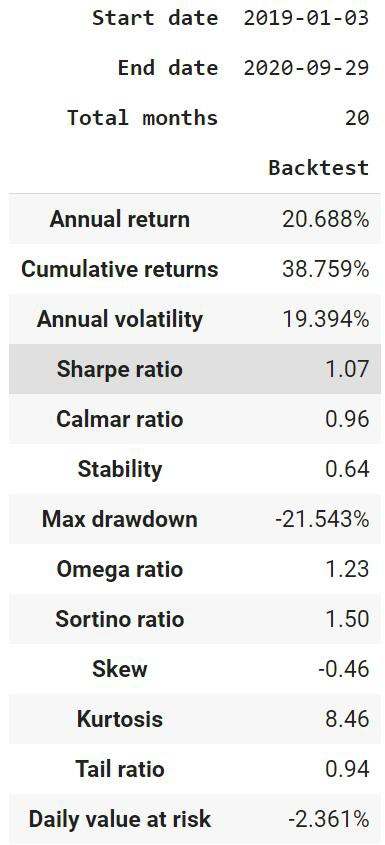 Start date 2019-01-03
End date 2020-09-29
Total months 20
Backtest
Annual return 20.688%
Cumulative returns 38.759%
Annual volatility 19.394%
Sharpe ratio 1.07
Calmar ratio 0.96
Stability 0.64
Max drawdown -21.543%
Omega ratio 1.23
Sortino ratio 1.50
Skew -0.46
Kurtosis 8.46
Tail ratio 0.94
Daily value at risk -2.361%